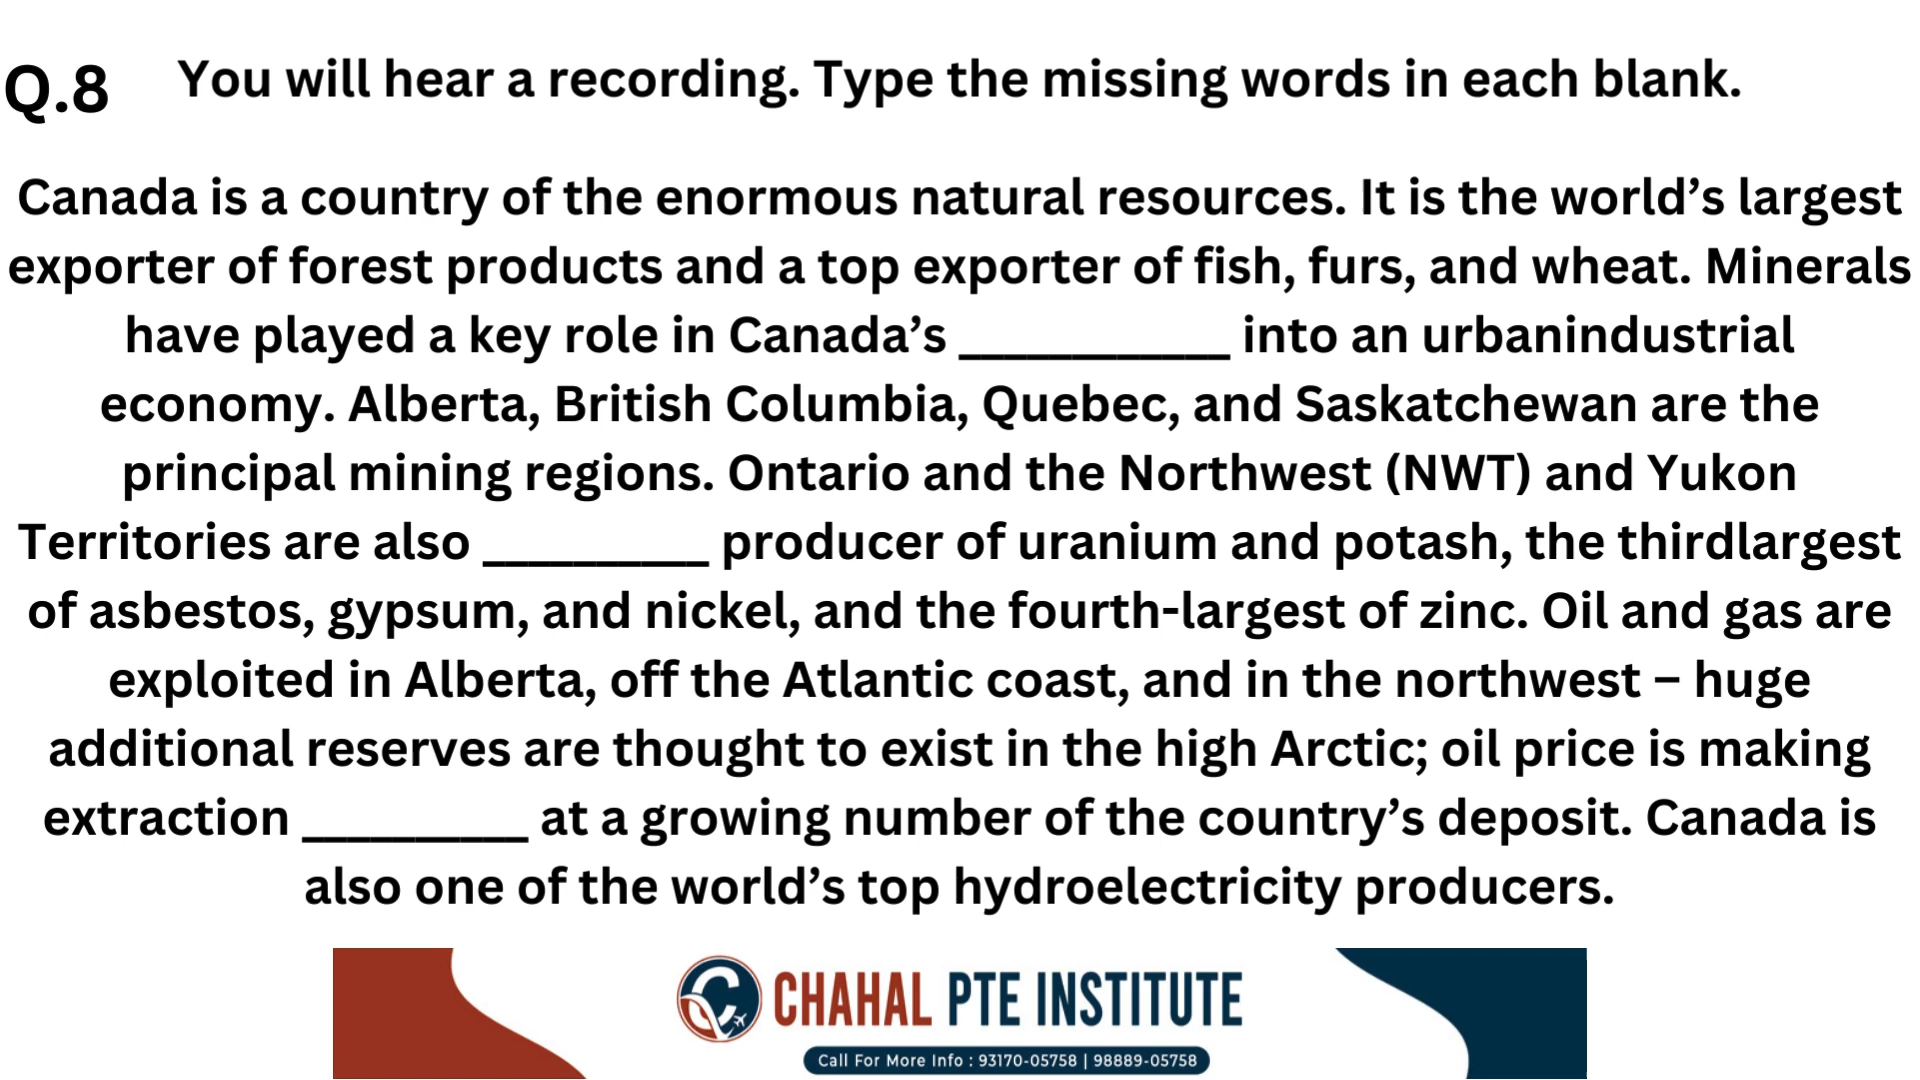 Q.8 You will hear a recording. Type the missing words in each blank.
Canada is a country of the enormous natural resources. It is the world’s largest
exporter of forest products and a top exporter of fish, furs, and wheat. Minerals
have played a key role in Canada’s ____________ into an urbanindustrial
economy. Alberta, British Columbia, Quebec, and Saskatchewan are the
principal mining regions. Ontario and the Northwest (NWT) and Yukon
Territories are also __________ producer of uranium and potash, the thirdlargest
of asbestos, gypsum, and nickel, and the fourth-largest of zinc. Oil and gas are
exploited in Alberta, off the Atlantic coast, and in the northwest – huge
additional reserves are thought to exist in the high Arctic; oil price is making
extraction __________ at a growing number of the country’s deposit. Canada is
also one of the world’s top hydroelectricity producers.
CHAHAL PTE INSTITUTE
Call For More Info : 93170-05758 | 98889-05758